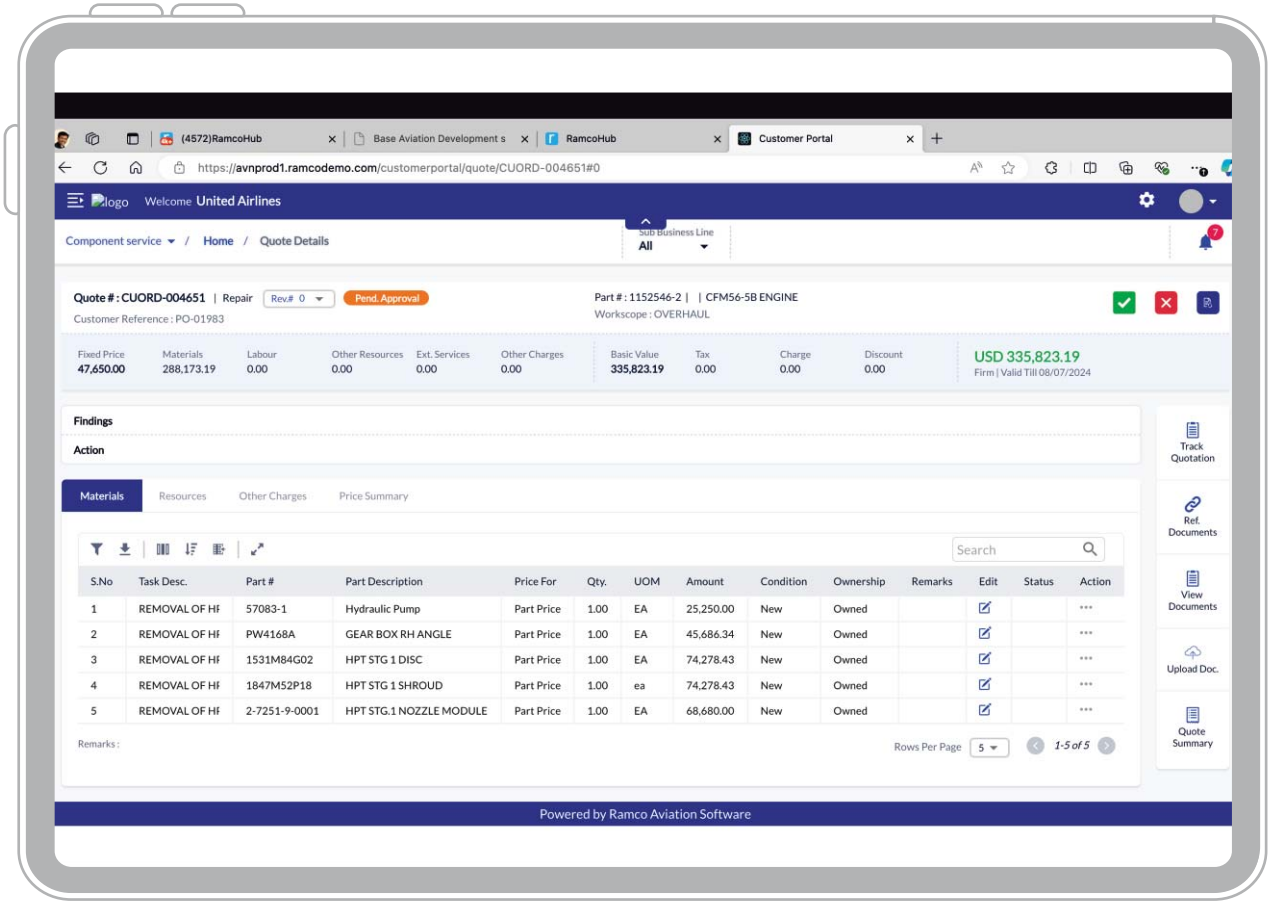 (4572)RamcoHub Base Aviation Development s RamcoHub Customer Portal
https://avnprod1.ramcodemo.com/customerportal/quote/CUORD-004651#0
logo Welcome United Airlines
Component service / Home / Quote Details
Sub Business Line
All
7
Quote # : CUORD-004651 | Repair Rev.# 0 Pend. Approval
Part # : 1152546-2 | | CFM56-5B ENGINE
Customer Reference : PO-01983
Workscope : OVERHAUL
Fixed Price Materials Labour Other Resources Ext. Services Other Charges Basic Value Tax Charge Discount
47,650.00 288,173.19 0.00 0.00 0.00 0.00 335,823.19 0.00 0.00 0.00
USD 335,823.19
Firm | Valid Till 08/07/2024
Findings
Action
Materials Resources Other Charges Price Summary
Search
S.No Task Desc. Part # Part Description Price For Qty. UOM Amount Condition Ownership Remarks Edit Status Action
1 REMOVAL OF HF 57083-1 Hydraulic Pump Part Price 1.00 EA 25,250.00 New Owned
2 REMOVAL OF HF PW4168A GEAR BOX RH ANGLE Part Price 1.00 EA 45,686.34 New Owned
3 REMOVAL OF HF 1531M84G02 HPT STG 1 DISC Part Price 1.00 EA 74,278.43 New Owned
4 REMOVAL OF HF 1847M52P18 HPT STG 1 SHROUD Part Price 1.00 ea 74,278.43 New Owned
5 REMOVAL OF HF 2-7251-9-0001 HPT STG.1 NOZZLE MODULE Part Price 1.00 EA 68,680.00 New Owned
Remarks :
Rows Per Page 5 1-5 of 5
Track
Quotation
Ref.
Documents
View
Documents
Upload Doc.
Quote
Summary
Powered by Ramco Aviation Software